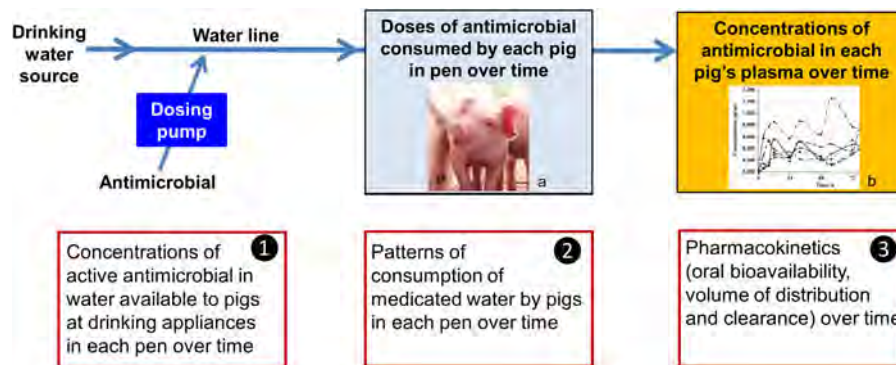 Drinking
water
source
Water line
Dosing
pump
Antimicrobial
Doses of antimicrobial
consumed by each pig
in pen over time
a
Concentrations of
antimicrobial in each
pig's plasma over time
b
1
Concentrations of
active antimicrobial in
water available to pigs
at drinking appliances
in each pen over time
2
Patterns of
consumption of
medicated water by pigs
in each pen over time
3
Pharmacokinetics
(oral bioavailability,
volume of distribution
and clearance) over time